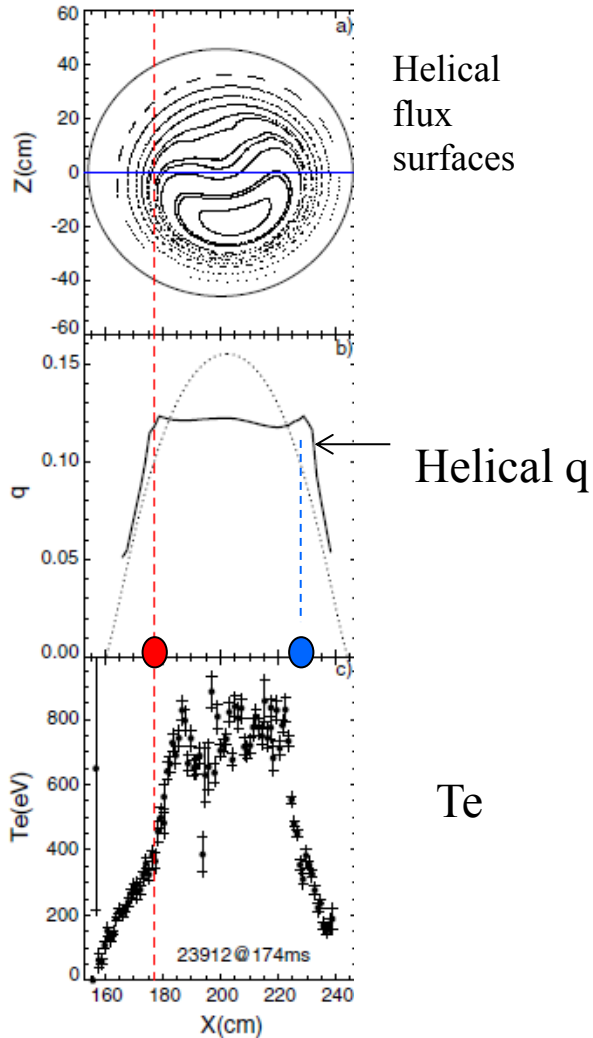 a)
Helical
flux
surfaces
Z(cm)
60
40
20
0
-20
-40
-60
b)
q
0.15
0.10
0.05
0.00
Helical q
c)
Te(eV)
800
600
400
200
0
Te
23912@174ms
160 180 200 220 240
X(cm)